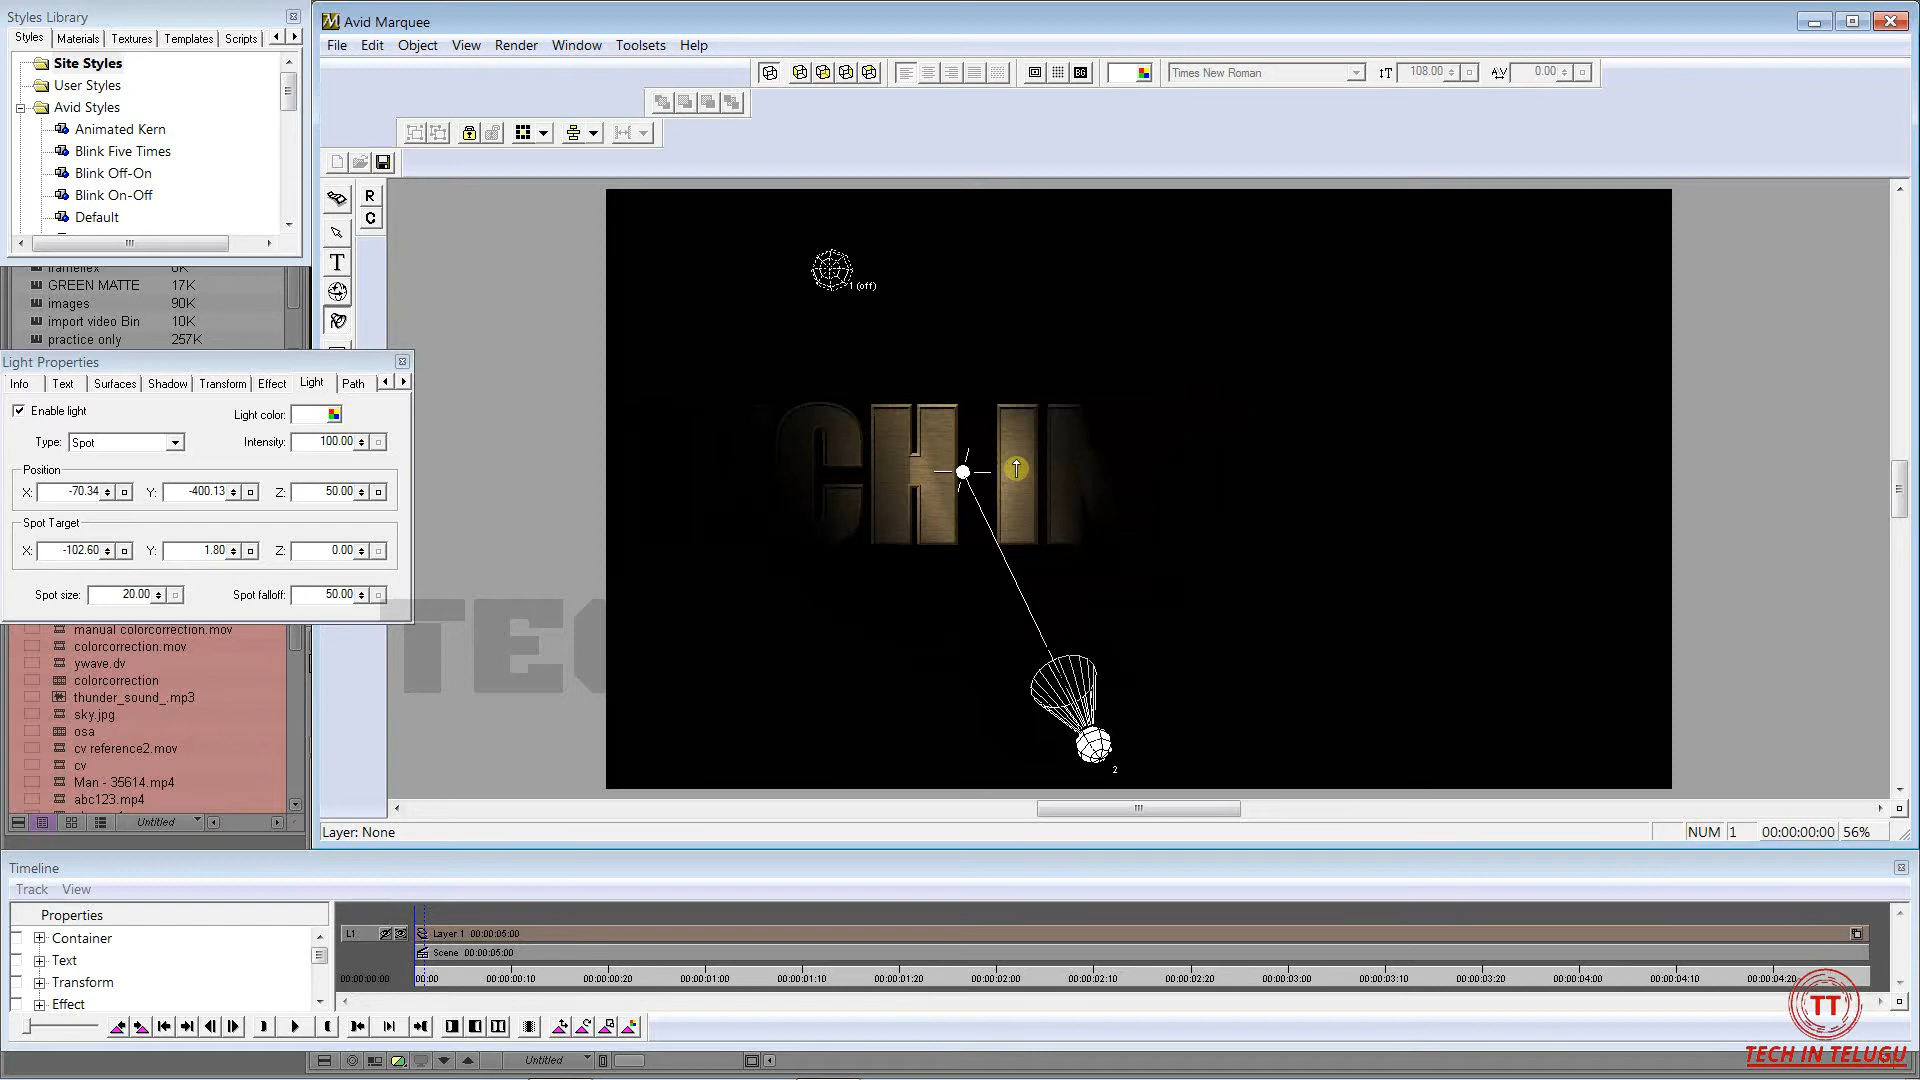 Styles Library
Styles Materials Textures Templates Scripts
Site Styles
User Styles
Avid Styles
Animated Kern
Blink Five Times
Blink Off-On
Blink On-Off
Default
Avid Marquee
File Edit Object View Render Window Toolsets Help
Times New Roman 108.00 0.00
R
C
T
frameflex 0K
GREEN MATTE 17K
images 90K
import video Bin 10K
practice only 257K
Light Properties
Info Text Surfaces Shadow Transform Effect Light Path
Enable light Light color:
Type: Spot Intensity: 100.00
Position
X: -70.34 Y: -400.13 Z: 50.00
Spot Target
X: -102.60 Y: 1.80 Z: 0.00
Spot size: 20.00 Spot falloff: 50.00
1 (off)
CH IN
2
TEC
manual colorcorrection.mov
colorcorrection.mov
ywave.dv
colorcorrection
thunder_sound_.mp3
sky.jpg
osa
cv reference2.mov
cv
Man - 35614.mp4
abc123.mp4
Untitled
Layer: None NUM 1 00:00:00:00 56%
Timeline
Track View
Properties
Container
Text
Transform
Effect
L1 Layer 1 00:00:05:00
Scene 00:00:05:00
00:00:00:00 00:00 00:00:00:10 00:00:00:20 00:00:01:00 00:00:01:10 00:00:01:20 00:00:02:00 00:00:02:10 00:00:02:20 00:00:03:00 00:00:03:10 00:00:03:20 00:00:04:00 00:00:04:10 00:00:04:20
Untitled
TT
TECH IN TELUGU